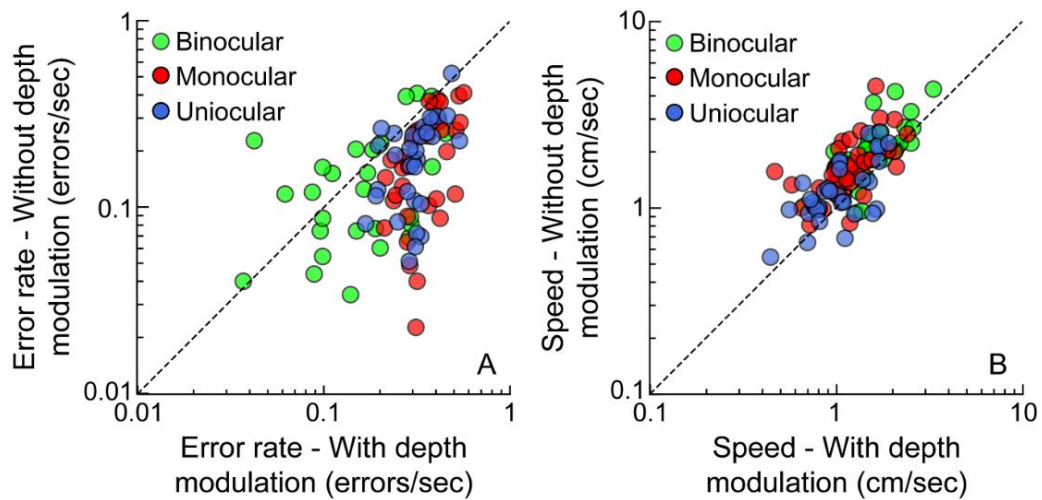 Error rate - Without depth
modulation (errors/sec)
1
0.1
0.01
Binocular
Monocular
Uniocular
A
0.01
0.1
1
Error rate - With depth
modulation (errors/sec)
Speed - Without depth
modulation (cm/sec)
10
1
0.1
Binocular
Monocular
Uniocular
B
0.1
1
10
Speed - With depth
modulation (cm/sec)